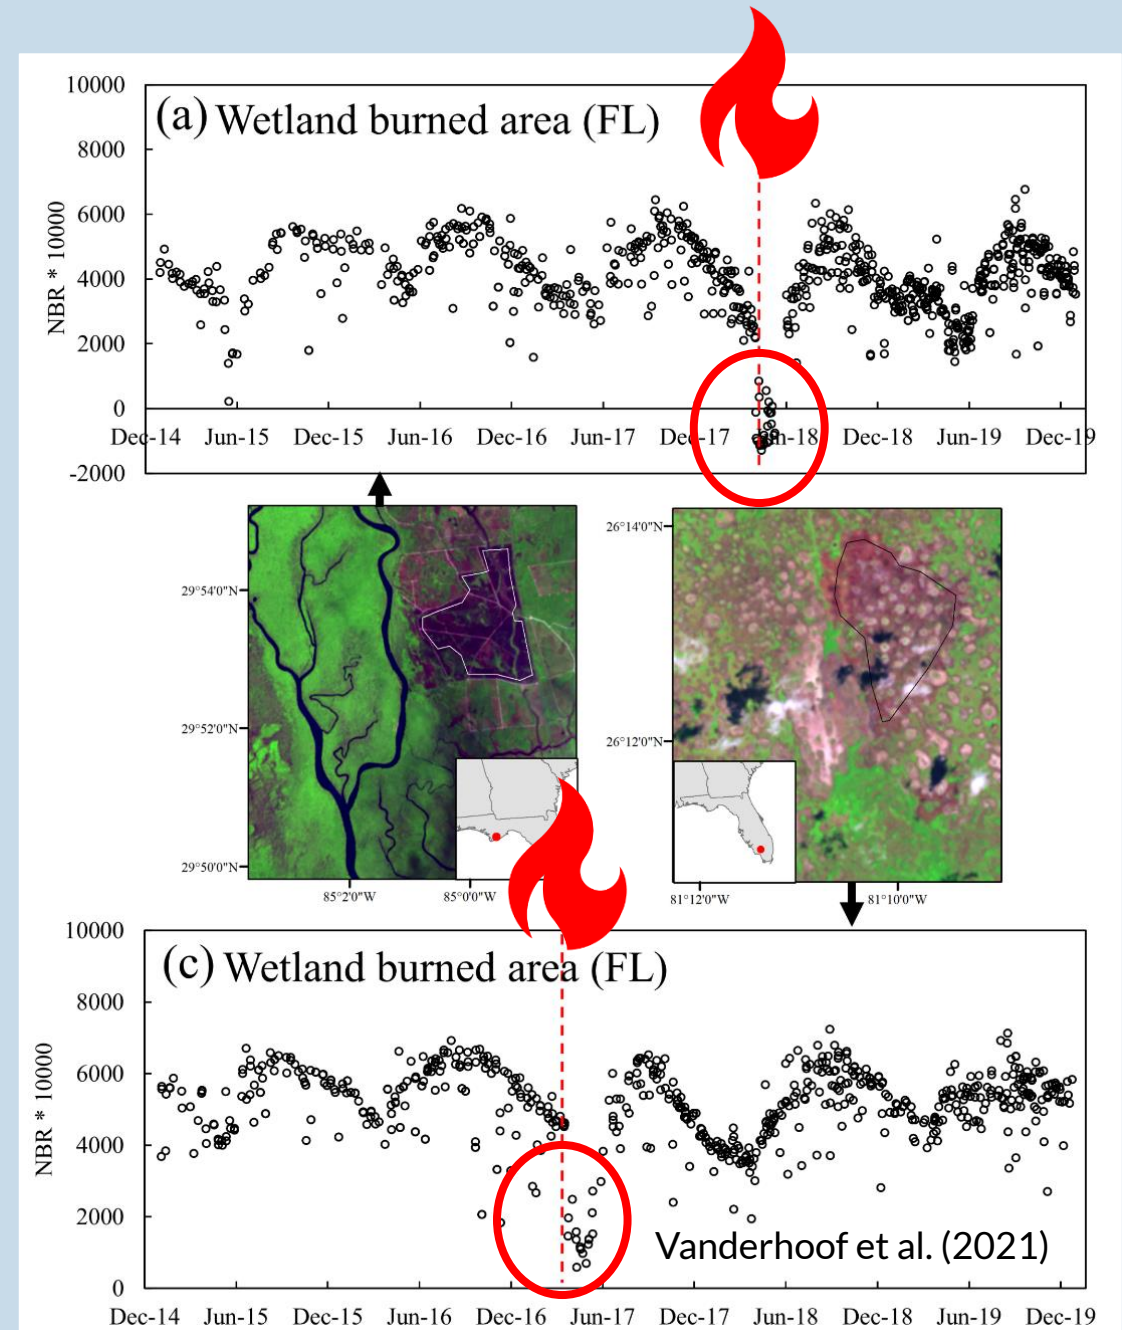 (a) Wetland burned area (FL)
NBR * 10000
10000
8000
6000
4000
2000
0
-2000
Dec-14 Jun-15 Dec-15 Jun-16 Dec-16 Jun-17 Dec-17 Jun-18 Dec-18 Jun-19 Dec-19
29°54'0"N
29°52'0"N
29°50'0"N
85°2'0"W 85°0'0"W
26°14'0"N
26°12'0"N
81°12'0"W 81°10'0"W
(c) Wetland burned area (FL)
NBR * 10000
10000
8000
6000
4000
2000
0
Vanderhoof et al. (2021)
Dec-14 Jun-15 Dec-15 Jun-16 Dec-16 Jun-17 Dec-17 Jun-18 Dec-18 Jun-19 Dec-19